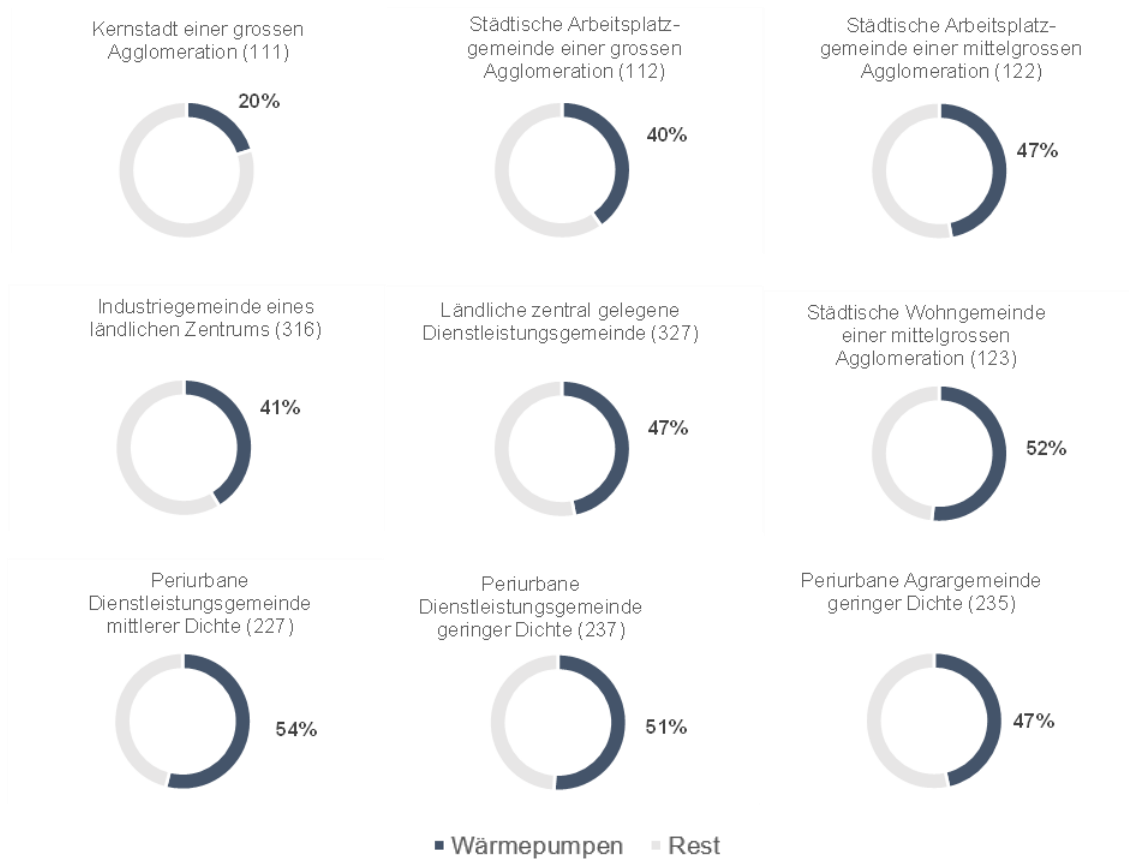 Kernstadt einer grossen
Agglomeration (111)
20%
Städtische Arbeitsplatz-
gemeinde einer grossen
Agglomeration (112)
40%
Städtische Arbeitsplatz-
gemeinde einer mittelgrossen
Agglomeration (122)
47%
Industriegemeinde eines
ländlichen Zentrums (316)
41%
Ländliche zentral gelegene
Dienstleistungsgemeinde (327)
47%
Städtische Wohngemeinde
einer mittelgrossen
Agglomeration (123)
52%
Periurbane
Dienstleistungsgemeinde
mittlerer Dichte (227)
54%
Periurbane
Dienstleistungsgemeinde
geringer Dichte (237)
51%
Periurbane Agrargemeinde
geringer Dichte (235)
47%
Wärmepumpen Rest